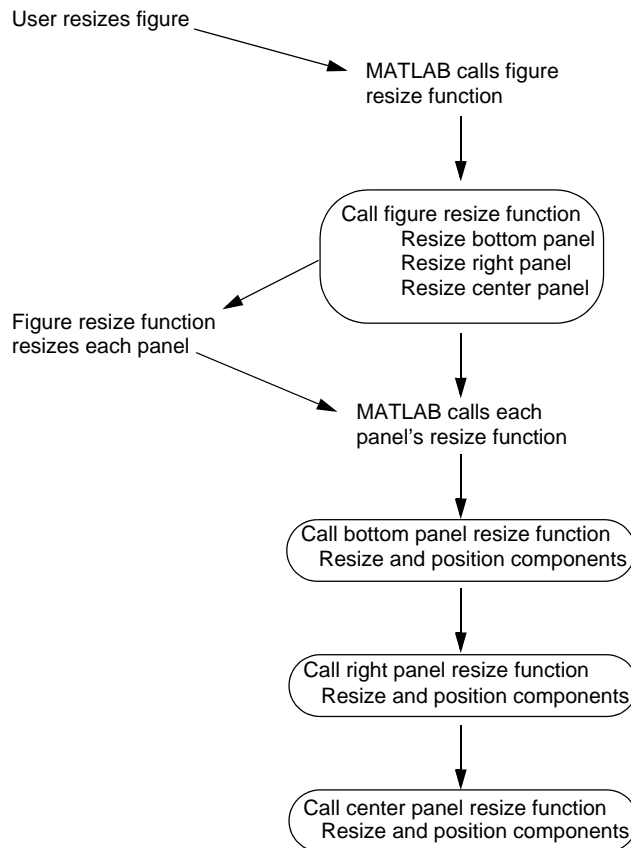 User resizes figure
MATLAB calls figure
resize function
Call figure resize function
Resize bottom panel
Resize right panel
Resize center panel
Figure resize function
resizes each panel
MATLAB calls each
panel's resize function
Call bottom panel resize function
Resize and position components
Call right panel resize function
Resize and position components
Call center panel resize function
Resize and position components